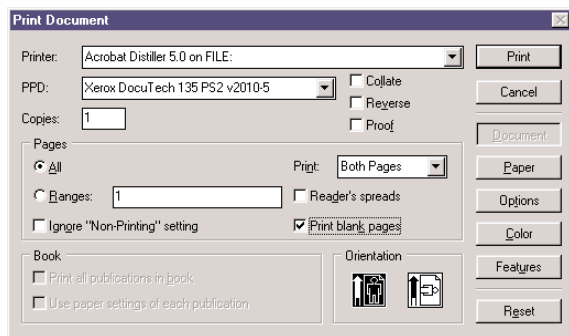 Print Document
Printer: Acrobat Distiller 5.0 on FILE: Print
PPD: Xerox DocuTech 135 PS2 v2010-5 Collate Cancel
Reverse
Copies: 1 Proof
Document
Pages
All Print: Both Pages Paper
Ranges: 1 Reader's spreads Options
Ignore "Non-Printing" setting Print blank pages Color
Book Orientation
Print all publications in book Features
Use paper settings of each publication
Reset